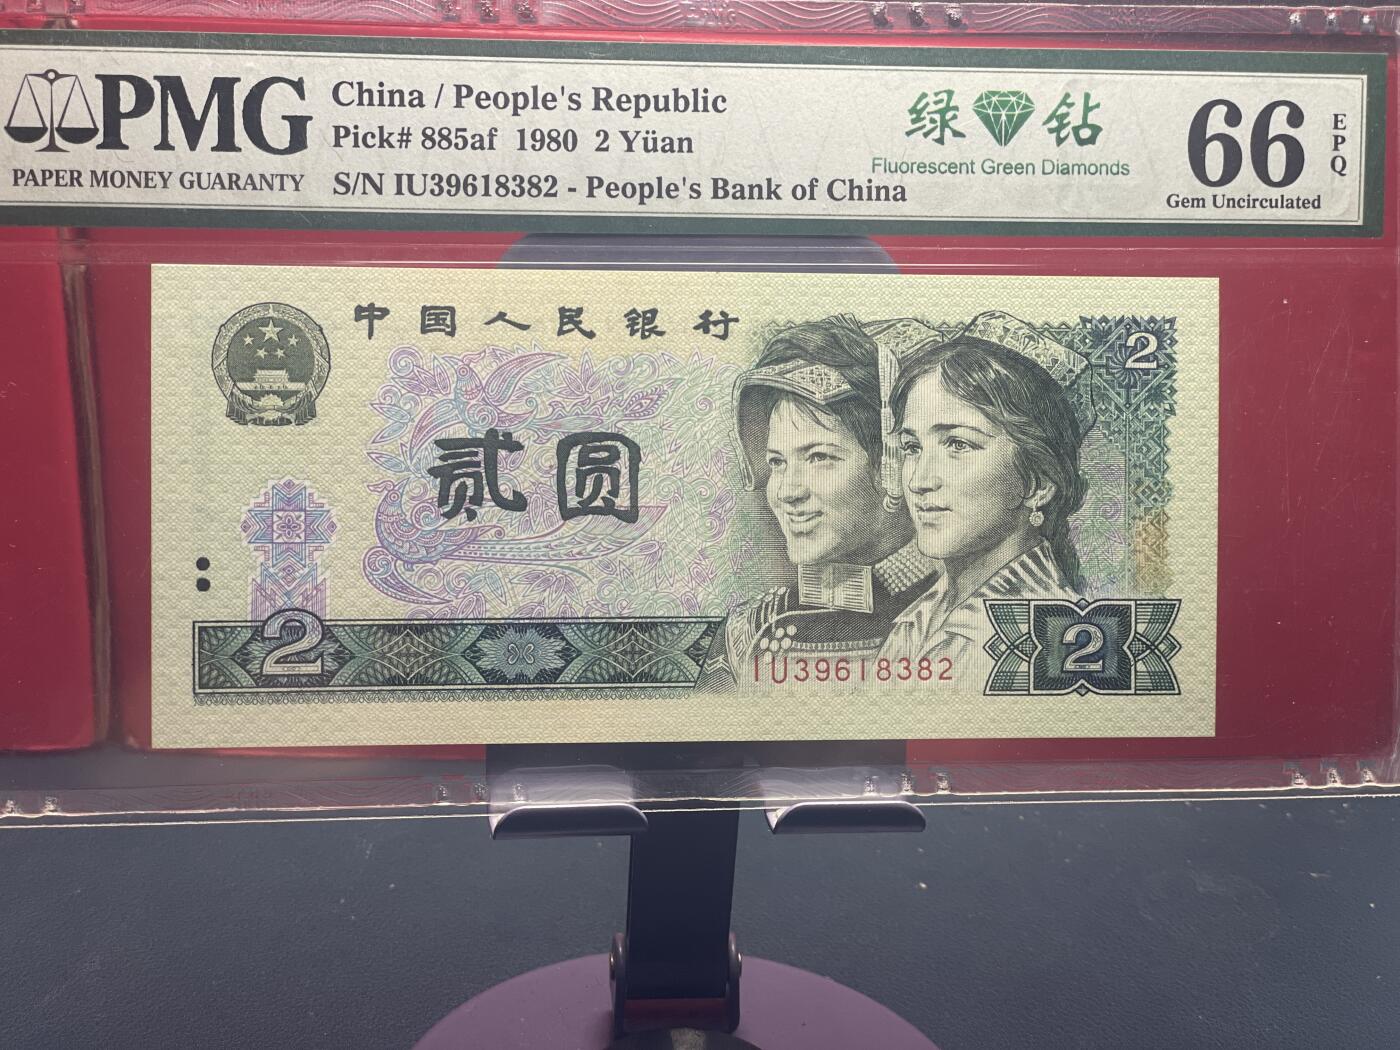 PMG
PAPER MONEY GUARANTY
China / People's Republic
Pick# 885af 1980 2 Yüan
S/N IU39618382 - People's Bank of China
绿 钻
Fluorescent Green Diamonds
66
EPQ
Gem Uncirculated
中国人民银行
2
贰圆
2
IU39618382
2